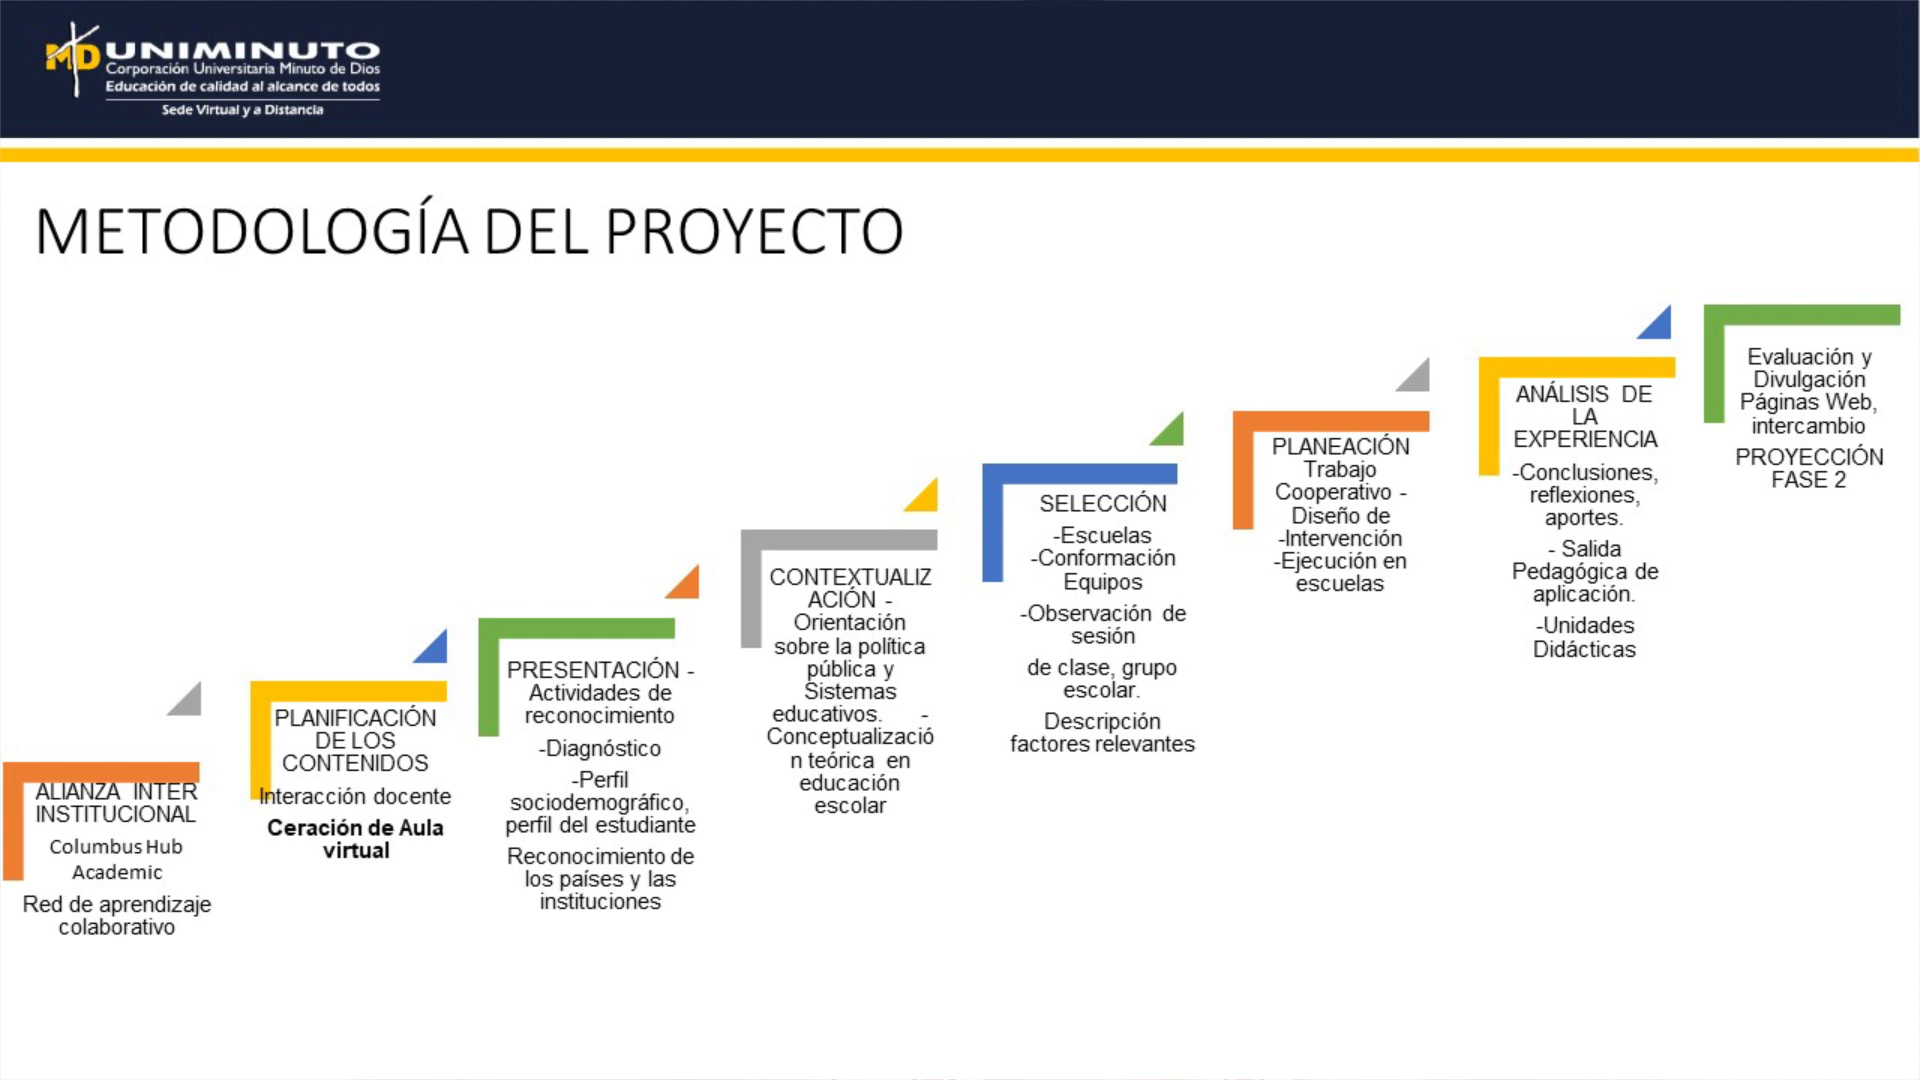 MD UNIMINUTO
Corporación Universitaria Minuto de Dios
Educación de calidad al alcance de todos
Sede Virtual y a Distancia
METODOLOGÍA DEL PROYECTO
ALIANZA INTER
INSTITUCIONAL
Columbus Hub
Academic
Red de aprendizaje
colaborativo
PLANIFICACIÓN
DE LOS
CONTENIDOS
Interacción docente
Ceración de Aula
virtual
PRESENTACIÓN -
Actividades de
reconocimiento
-Diagnóstico
-Perfil
sociodemográfico,
perfil del estudiante
Reconocimiento de
los países y las
instituciones
CONTEXTUALIZ
ACIÓN -
Orientación
sobre la política
pública y
Sistemas
educativos. -
Conceptualizació
n teórica en
educación
escolar
SELECCIÓN
-Escuelas
-Conformación
Equipos
-Observación de
sesión
de clase, grupo
escolar.
Descripción
factores relevantes
PLANEACIÓN
Trabajo
Cooperativo -
Diseño de
-Intervención
-Ejecución en
escuelas
ANÁLISIS DE
LA
EXPERIENCIA
-Conclusiones,
reflexiones,
aportes.
- Salida
Pedagógica de
aplicación.
-Unidades
Didácticas
Evaluación y
Divulgación
Páginas Web,
intercambio
PROYECCIÓN
FASE 2